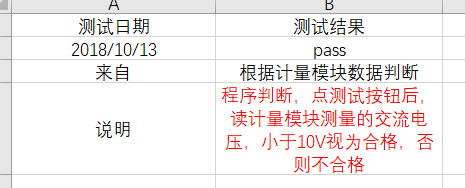 A B
测试日期 测试结果
2018/10/13 pass
来自 根据计量模块数据判断
程序判断，点测试按钮后，
读计量模块测量的交流电
说明 压，小于10V视为合格，否
则不合格